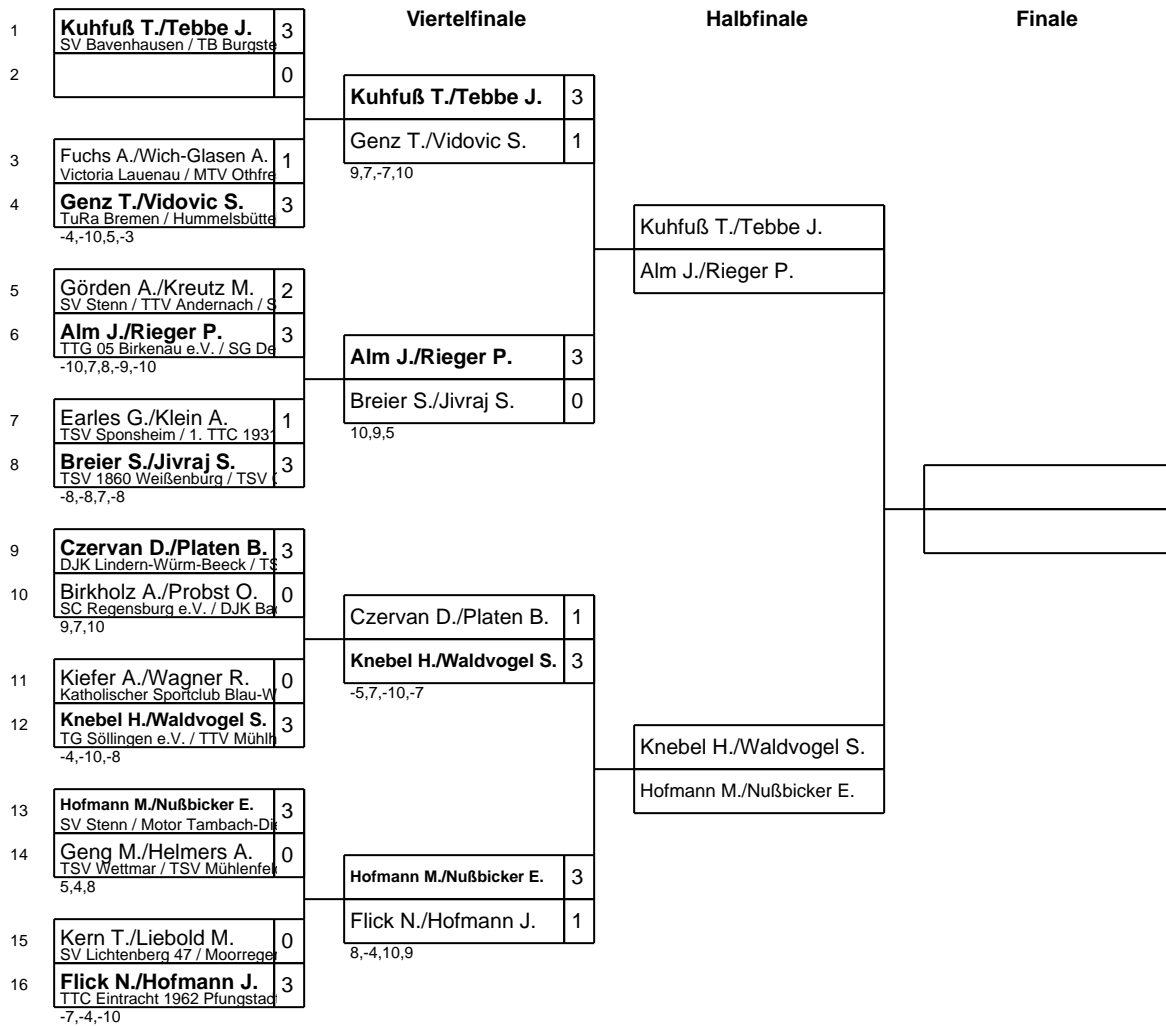 Viertelfinale
Halbfinale
Finale
1
Kuhfuß T./Tebbe J.
3
SV Bavenhausen / TB Burgste
2
0
3
Fuchs A./Wich-Glasen A.
1
Victoria Lauenau / MTV Othfre
4
Genz T./Vidovic S.
3
TuRa Bremen / Hummelsbütte
-4,-10,5,-3
5
Görden A./Kreutz M.
2
SV Stenn / TTV Andernach / S
6
Alm J./Rieger P.
3
TTG 05 Birkenau e.V. / SG De
-10,7,8,-9,-10
7
Earles G./Klein A.
1
TSV Sponsheim / 1. TTC 1931
8
Breier S./Jivraj S.
3
TSV 1860 Weißenburg / TSV
-8,-8,7,-8
9
Czervan D./Platen B.
3
DJK Lindern-Würm-Beeck / TS
10
Birkholz A./Probst O.
0
SC Regensburg e.V. / DJK Ba
9,7,10
11
Kiefer A./Wagner R.
0
Katholischer Sportclub Blau-W
12
Knebel H./Waldvogel S.
3
TG Söllingen e.V. / TTV Mühlh
-4,-10,-8
13
Hofmann M./Nußbicker E.
3
SV Stenn / Motor Tambach-Di
14
Geng M./Helmers A.
0
TSV Wettmar / TSV Mühlenfel
5,4,8
15
Kern T./Liebold M.
0
SV Lichtenberg 47 / Moorrege
16
Flick N./Hofmann J.
3
TTC Eintracht 1962 Pfungstad
-7,-4,-10
Kuhfuß T./Tebbe J.
3
Genz T./Vidovic S.
1
9,7,-7,10
Alm J./Rieger P.
3
Breier S./Jivraj S.
0
10,9,5
Czervan D./Platen B.
1
Knebel H./Waldvogel S.
3
-5,7,-10,-7
Hofmann M./Nußbicker E.
3
Flick N./Hofmann J.
1
8,-4,10,9
Kuhfuß T./Tebbe J.
Alm J./Rieger P.
Knebel H./Waldvogel S.
Hofmann M./Nußbicker E.